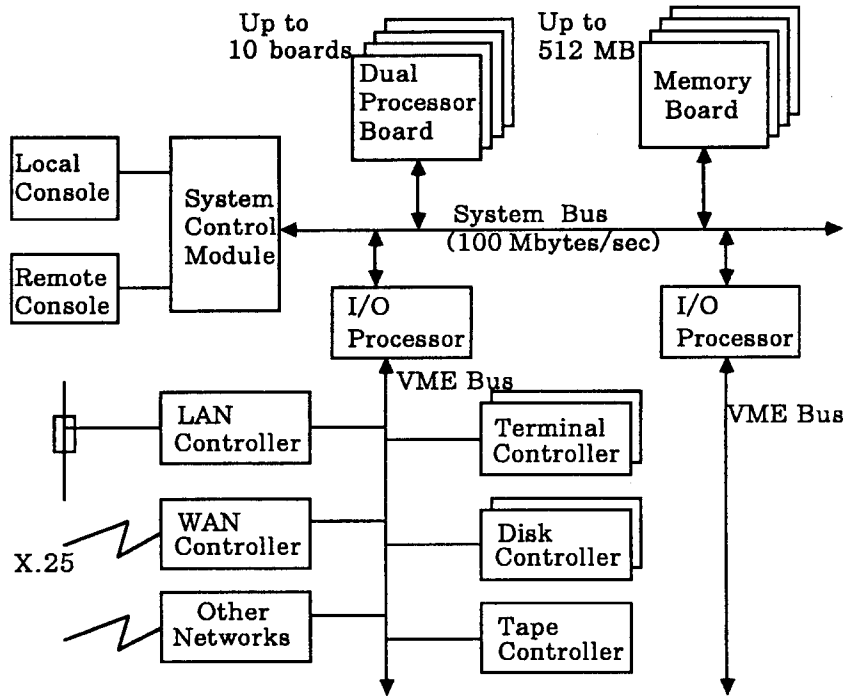 Up to
10 boards
Dual
Processor
Board
Up to
512 MB
Memory
Board
Local
Console
System
Control
Module
Remote
Console
System Bus
(100 Mbytes/sec)
I/O
Processor
I/O
Processor
VME Bus
VME Bus
LAN
Controller
Terminal
Controller
WAN
Controller
X.25
Disk
Controller
Other
Networks
Tape
Controller